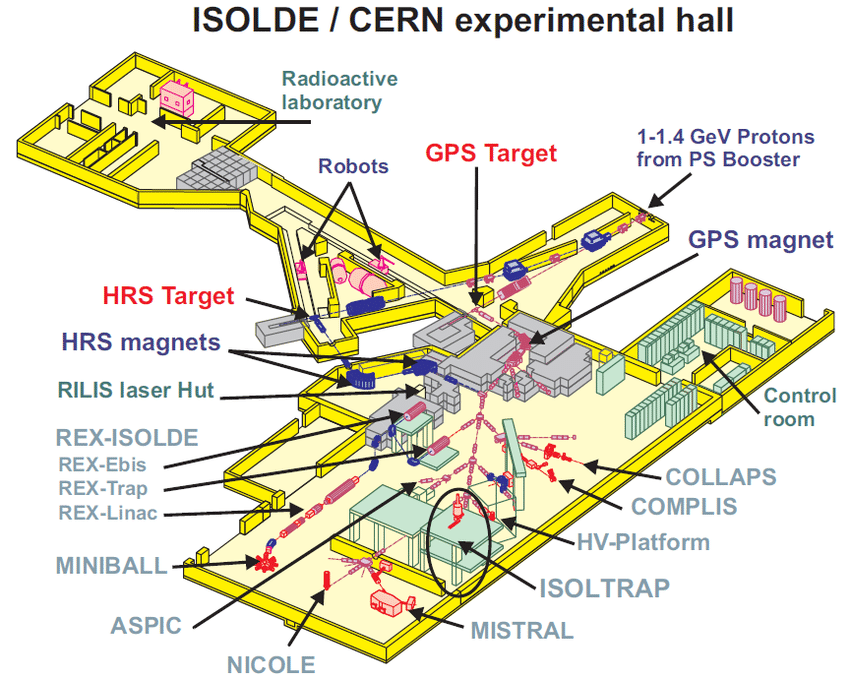 ISOLDE / CERN experimental hall
Radioactive
laboratory
Robots
GPS Target
1-1.4 GeV Protons
from PS Booster
GPS magnet
HRS Target
HRS magnets
RILIS laser Hut
Control
room
REX-ISOLDE
REX-Ebis
REX-Trap
REX-Linac
COLLAPS
COMPLIS
HV-Platform
MINIBALL
ISOLTRAP
ASPIC
MISTRAL
NICOLE